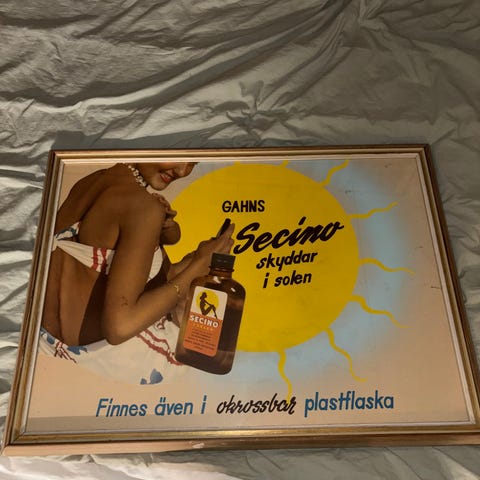 GAHNS
Secino
skyddar
i solen
SECINO
Finnes även i okrossbar plastflaska